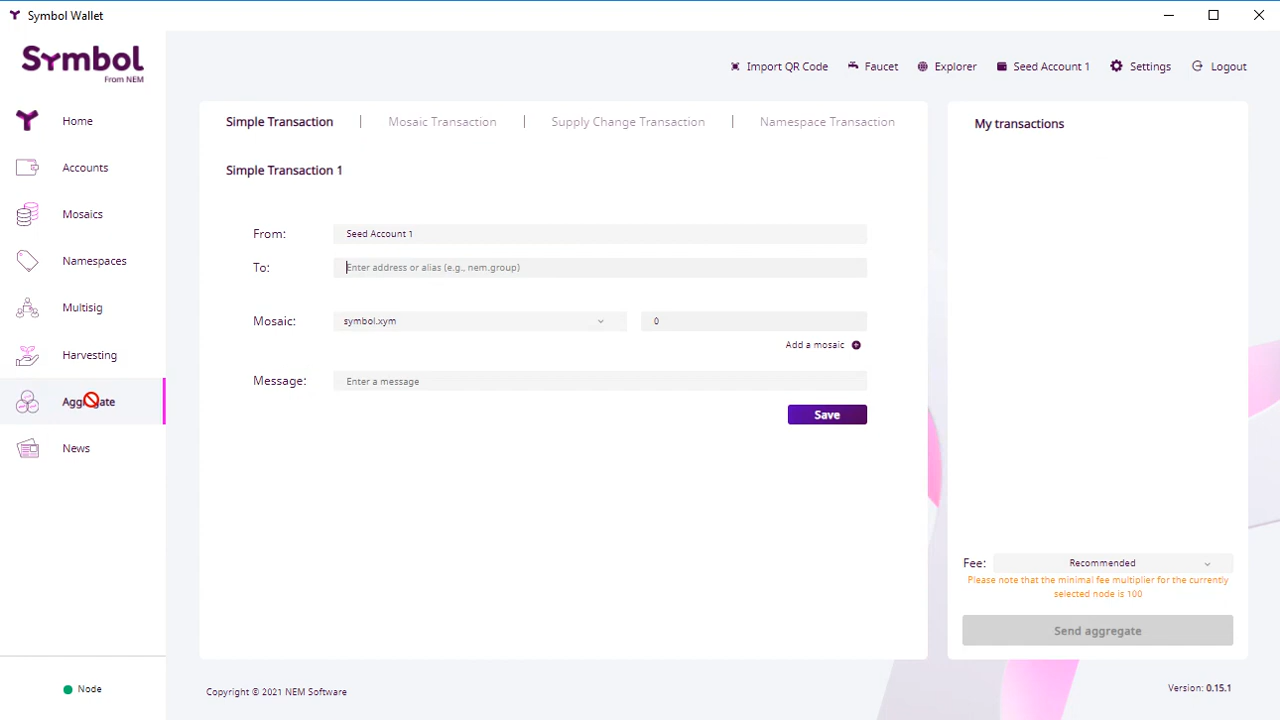 Symbol Wallet
Symbol
From NEM
Import QR Code
Faucet
Explorer
Seed Account 1
Settings
Logout
Home
Accounts
Mosaics
Namespaces
Multisig
Harvesting
Aggregate
News
Node
Simple Transaction
Mosaic Transaction
Supply Change Transaction
Namespace Transaction
Simple Transaction 1
From:
Seed Account 1
To:
Enter address or alias (e.g., nem.group)
Mosaic:
symbol.xym
0
Add a mosaic
Message:
Enter a message
Save
My transactions
Fee:
Recommended
Please note that the minimal fee multiplier for the currently
selected node is 100
Send aggregate
Copyright © 2021 NEM Software
Version: 0.15.1